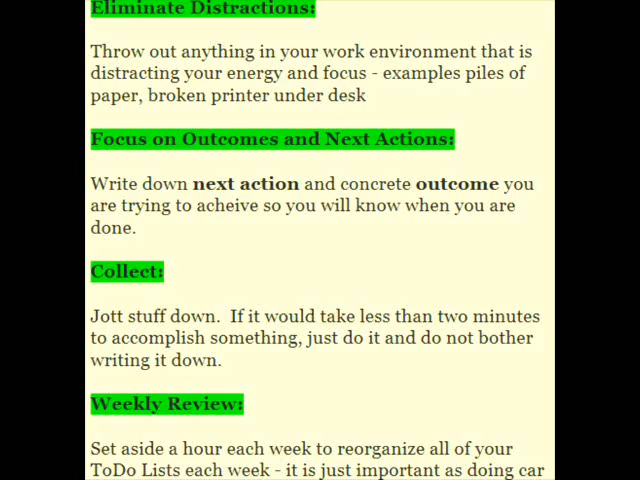 Eliminate Distractions:
Throw out anything in your work environment that is
distracting your energy and focus - examples piles of
paper, broken printer under desk
Focus on Outcomes and Next Actions:
Write down next action and concrete outcome you
are trying to acheive so you will know when you are
done.
Collect:
Jott stuff down.  If it would take less than two minutes
to accomplish something, just do it and do not bother
writing it down.
Weekly Review:
Set aside a hour each week to reorganize all of your
ToDo Lists each week - it is just important as doing car